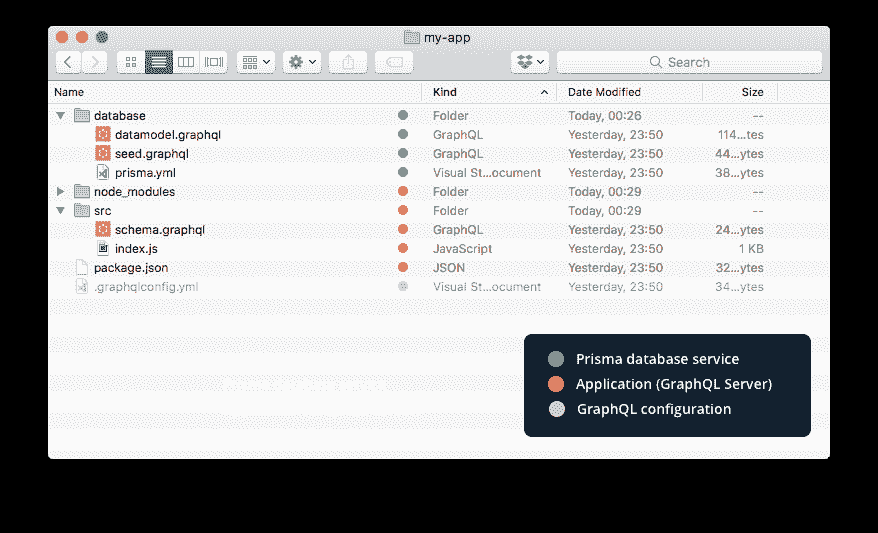 my-app
Search
Name Kind Date Modified Size
database Folder Today, 00:26 --
datamodel.graphql GraphQL Yesterday, 23:50 114...ytes
seed.graphql GraphQL Yesterday, 23:50 44...ytes
prisma.yml Visual St...ocument Yesterday, 23:50 38...ytes
node_modules Folder Today, 00:29 --
src Folder Today, 00:29 --
schema.graphql GraphQL Yesterday, 23:50 24...ytes
index.js JavaScript Yesterday, 23:50 1 KB
package.json JSON Yesterday, 23:50 32...ytes
.graphqlconfig.yml Visual St...ocument Yesterday, 23:50 34...ytes
Prisma database service
Application (GraphQL Server)
GraphQL configuration